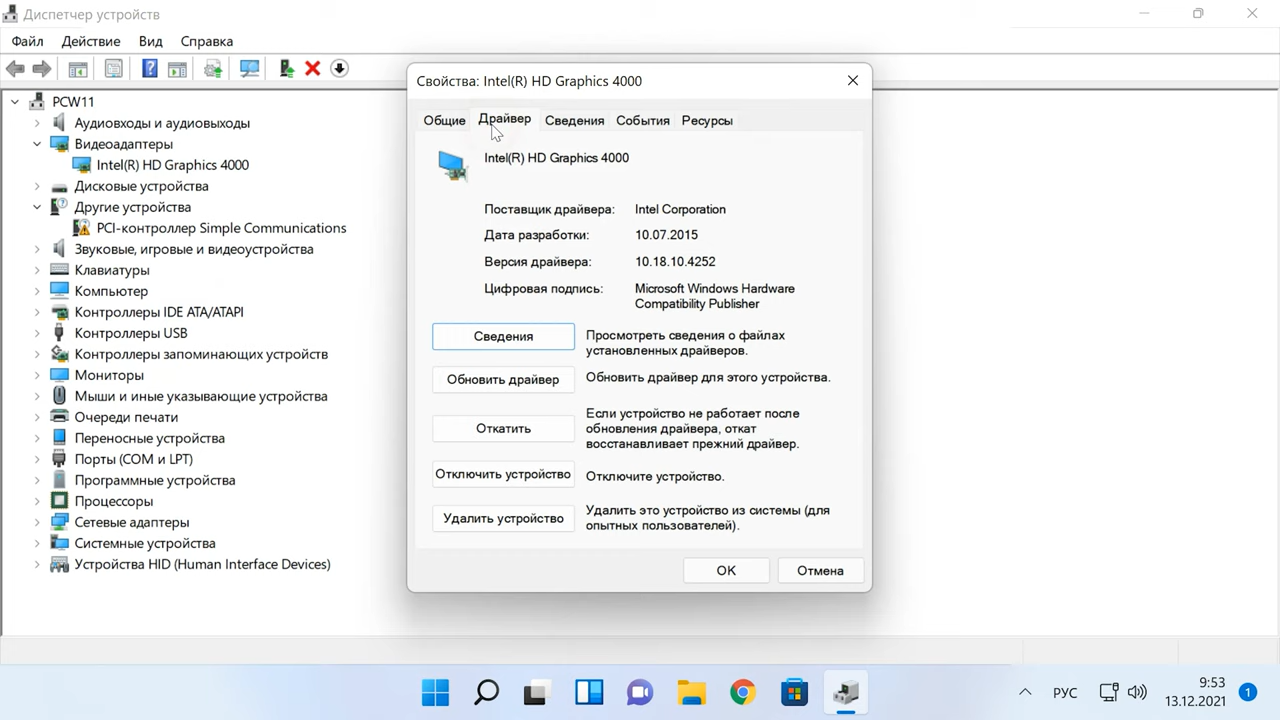 Диспетчер устройств
Файл Действие Вид Справка
PCW11
Аудиовходы и аудиовыходы
Видеоадаптеры
Intel(R) HD Graphics 4000
Дисковые устройства
Другие устройства
PCI-контроллер Simple Communications
Звуковые, игровые и видеоустройства
Клавиатуры
Компьютер
Контроллеры IDE ATA/ATAPI
Контроллеры USB
Контроллеры запоминающих устройств
Мониторы
Мыши и иные указывающие устройства
Очереди печати
Переносные устройства
Порты (COM и LPT)
Программные устройства
Процессоры
Сетевые адаптеры
Системные устройства
Устройства HID (Human Interface Devices)
Свойства: Intel(R) HD Graphics 4000
Общие Драйвер Сведения События Ресурсы
Intel(R) HD Graphics 4000
Поставщик драйвера: Intel Corporation
Дата разработки: 10.07.2015
Версия драйвера: 10.18.10.4252
Цифровая подпись: Microsoft Windows Hardware
Compatibility Publisher
Сведения
Просмотреть сведения о файлах
установленных драйверов.
Обновить драйвер
Обновить драйвер для этого устройства.
Откатить
Если устройство не работает после
обновления драйвера, откат
восстанавливает прежний драйвер.
Отключить устройство
Отключите устройство.
Удалить устройство
Удалить это устройство из системы (для
опытных пользователей).
OK Отмена
РУС
9:53
13.12.2021
1